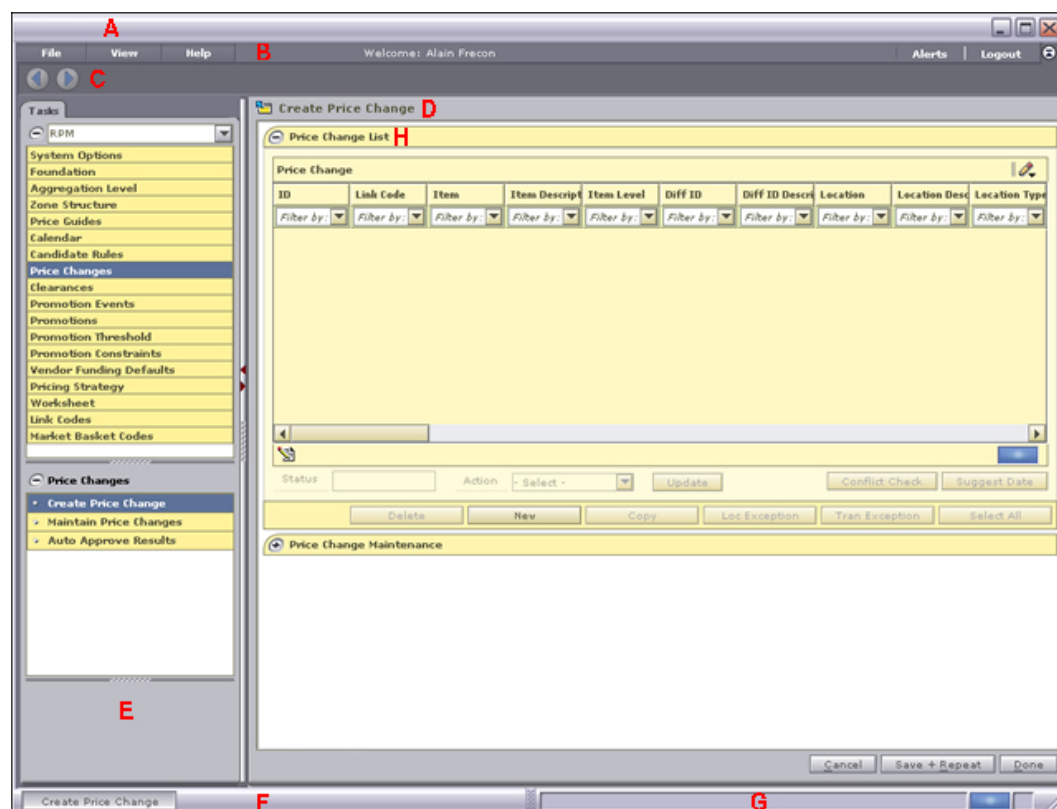 A
File View Help B Welcome: Alain Frecon Alerts | Logout
C
Tasks
RPM
System Options
Foundation
Aggregation Level
Zone Structure
Price Guides
Calendar
Candidate Rules
Price Changes
Clearances
Promotion Events
Promotions
Promotion Threshold
Promotion Constraints
Vendor Funding Defaults
Pricing Strategy
Worksheet
Link Codes
Market Basket Codes
Price Changes
Create Price Change
Maintain Price Changes
Auto Approve Results
E
Create Price Change D
Price Change List H
Price Change
ID Link Code Item Item Descript Item Level Diff ID Diff ID Descri Location Location Desc Location Type
Filter by: Filter by: Filter by: Filter by: Filter by: Filter by: Filter by: Filter by: Filter by: Filter by:
Status Action - Select - Update Conflict Check Suggest Date
Delete New Copy Loc Exception Tran Exception Select All
Price Change Maintenance
Cancel Save + Repeat Done
Create Price Change F G